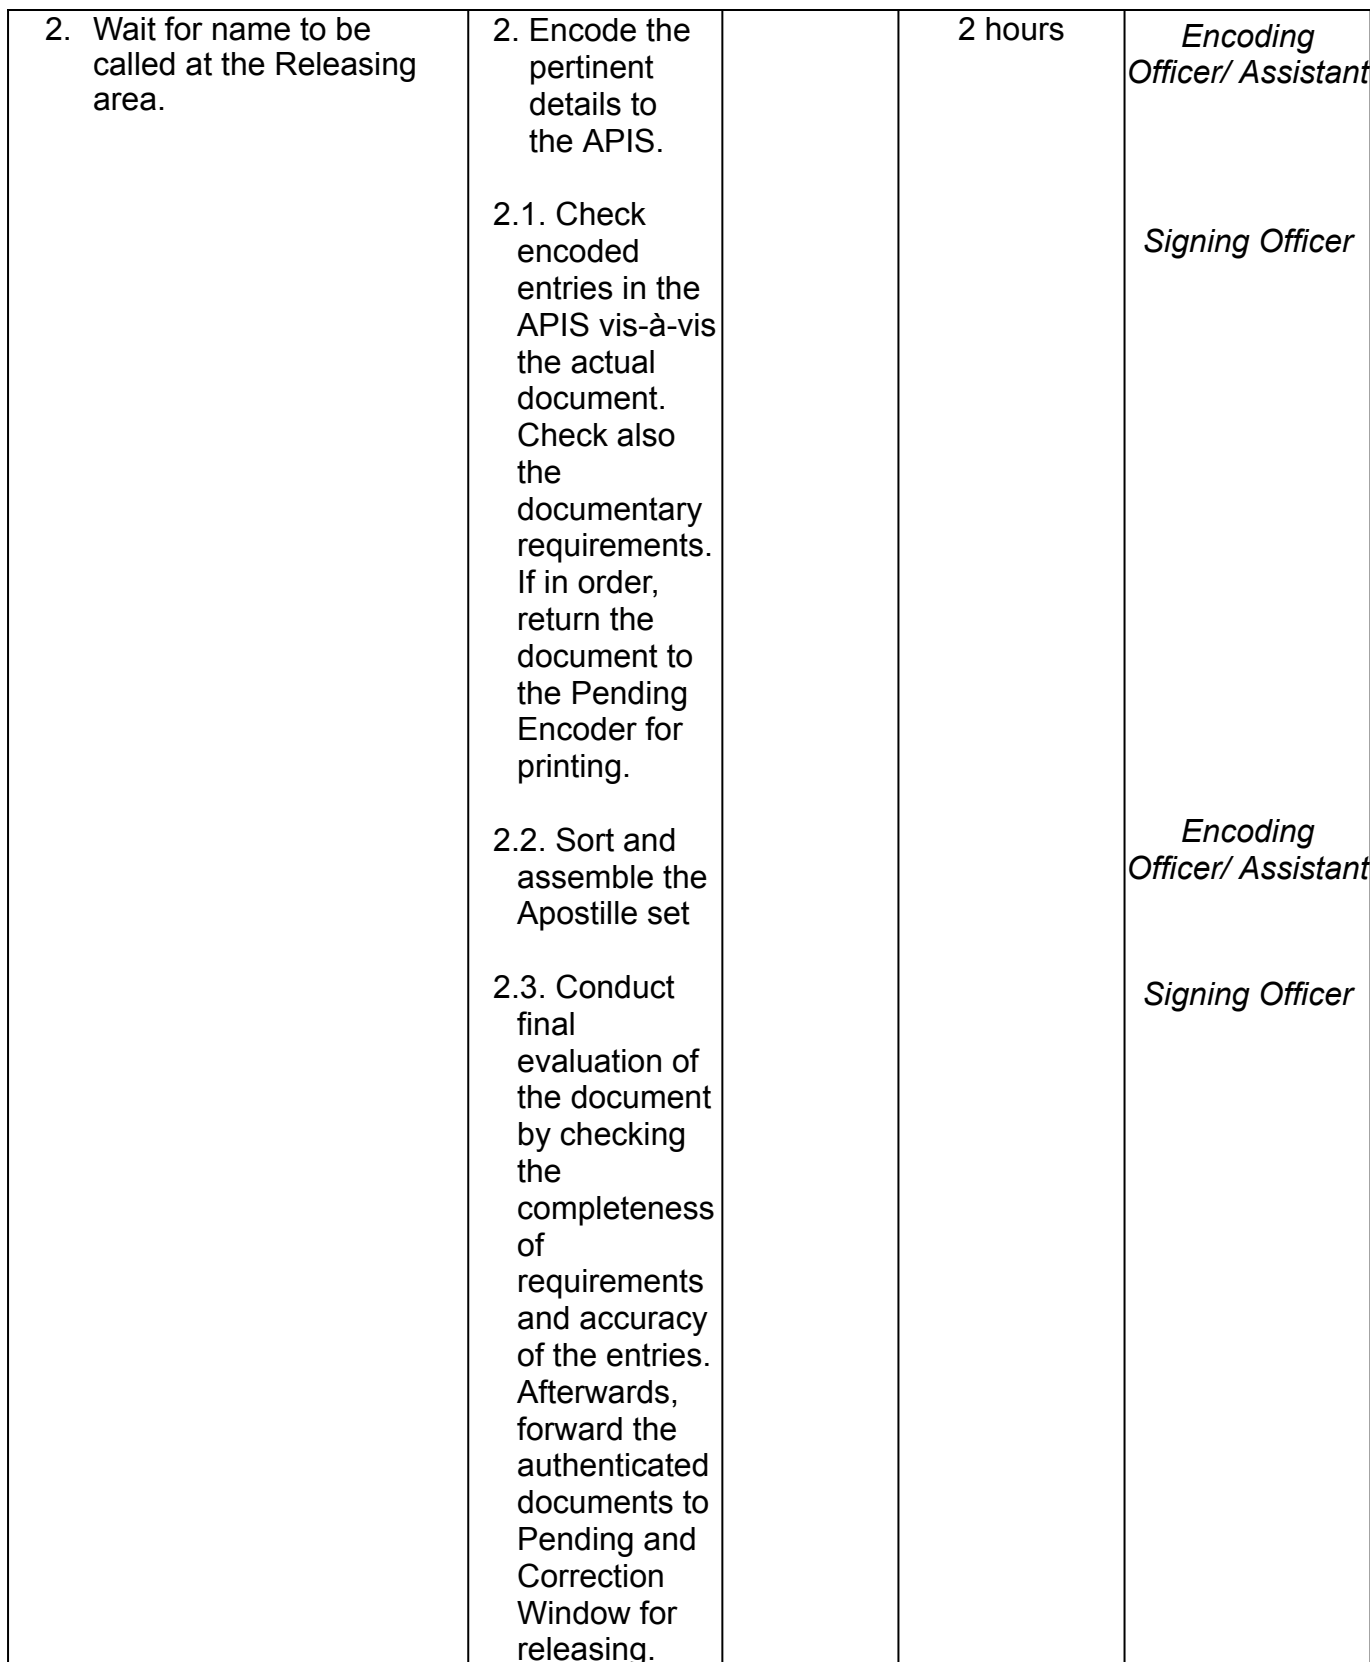 2. Wait for name to be
called at the Releasing
area.
2. Encode the
pertinent
details to
the APIS.
2.1. Check
encoded
entries in the
APIS vis-à-vis
the actual
document.
Check also
the
documentary
requirements.
If in order,
return the
document to
the Pending
Encoder for
printing.
2.2. Sort and
assemble the
Apostille set
2.3. Conduct
final
evaluation of
the document
by checking
the
completeness
of
requirements
and accuracy
of the entries.
Afterwards,
forward the
authenticated
documents to
Pending and
Correction
Window for
releasing.
2 hours
Encoding
Officer/ Assistant
Signing Officer
Encoding
Officer/ Assistant
Signing Officer